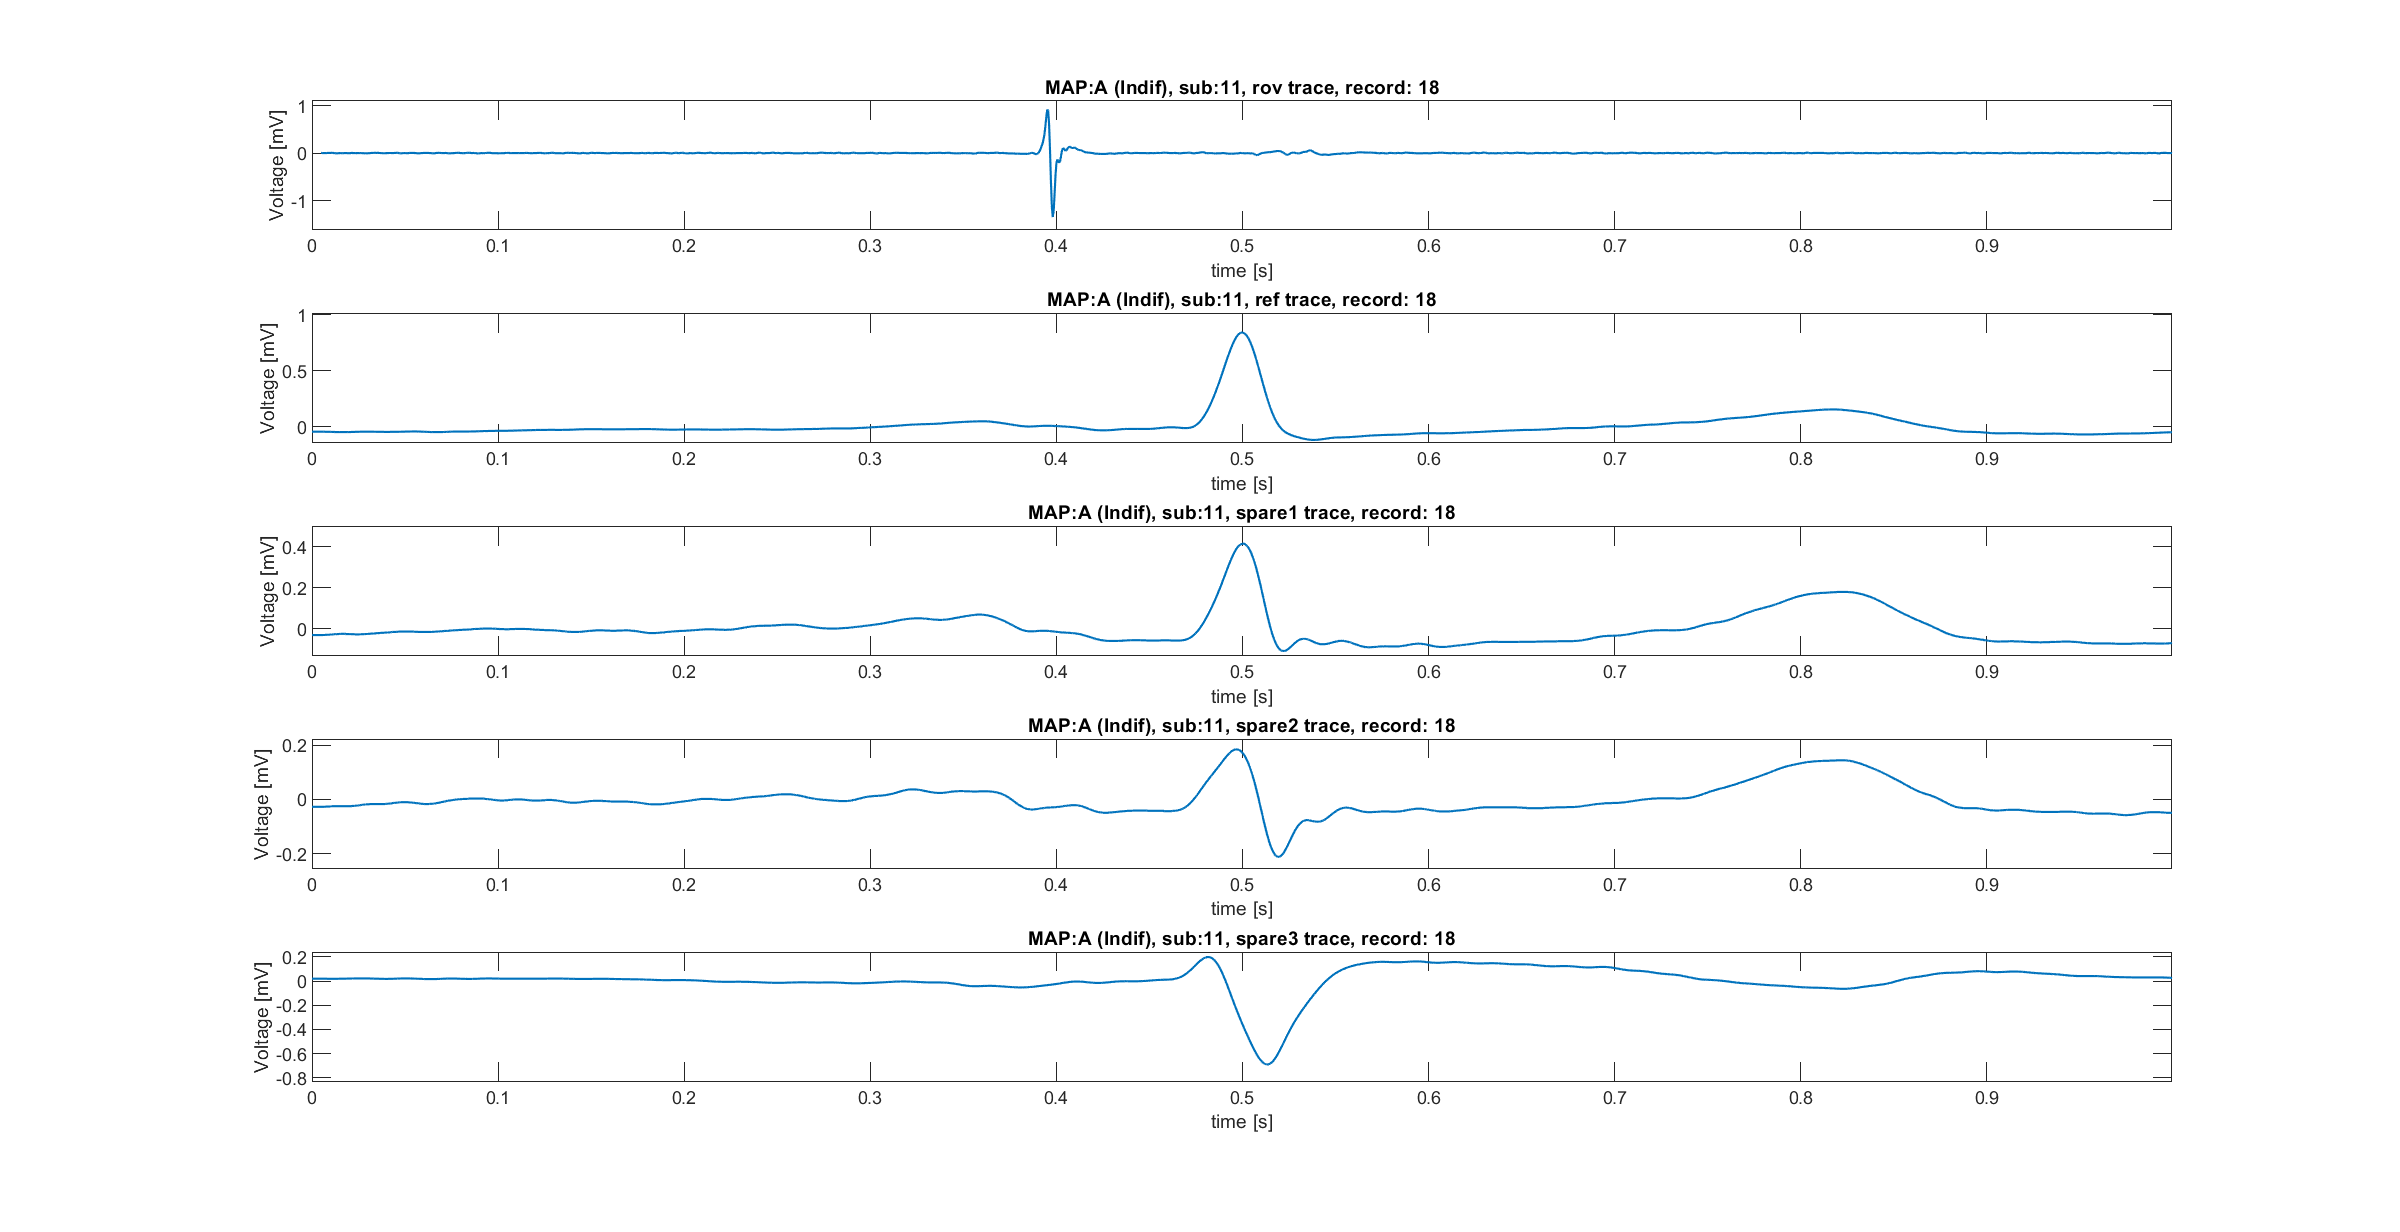 MAP:A (Indif), sub:11, rov trace, record: 18
Voltage [mV]
1
0
-1
0 0.1 0.2 0.3 0.4 0.5 0.6 0.7 0.8 0.9
time [s]
MAP:A (Indif), sub:11, ref trace, record: 18
Voltage [mV]
1
0.5
0
0 0.1 0.2 0.3 0.4 0.5 0.6 0.7 0.8 0.9
time [s]
MAP:A (Indif), sub:11, spare1 trace, record: 18
Voltage [mV]
0.4
0.2
0
0 0.1 0.2 0.3 0.4 0.5 0.6 0.7 0.8 0.9
time [s]
MAP:A (Indif), sub:11, spare2 trace, record: 18
Voltage [mV]
0.2
0
-0.2
0 0.1 0.2 0.3 0.4 0.5 0.6 0.7 0.8 0.9
time [s]
MAP:A (Indif), sub:11, spare3 trace, record: 18
Voltage [mV]
0.2
0
-0.2
-0.4
-0.6
-0.8
0 0.1 0.2 0.3 0.4 0.5 0.6 0.7 0.8 0.9
time [s]